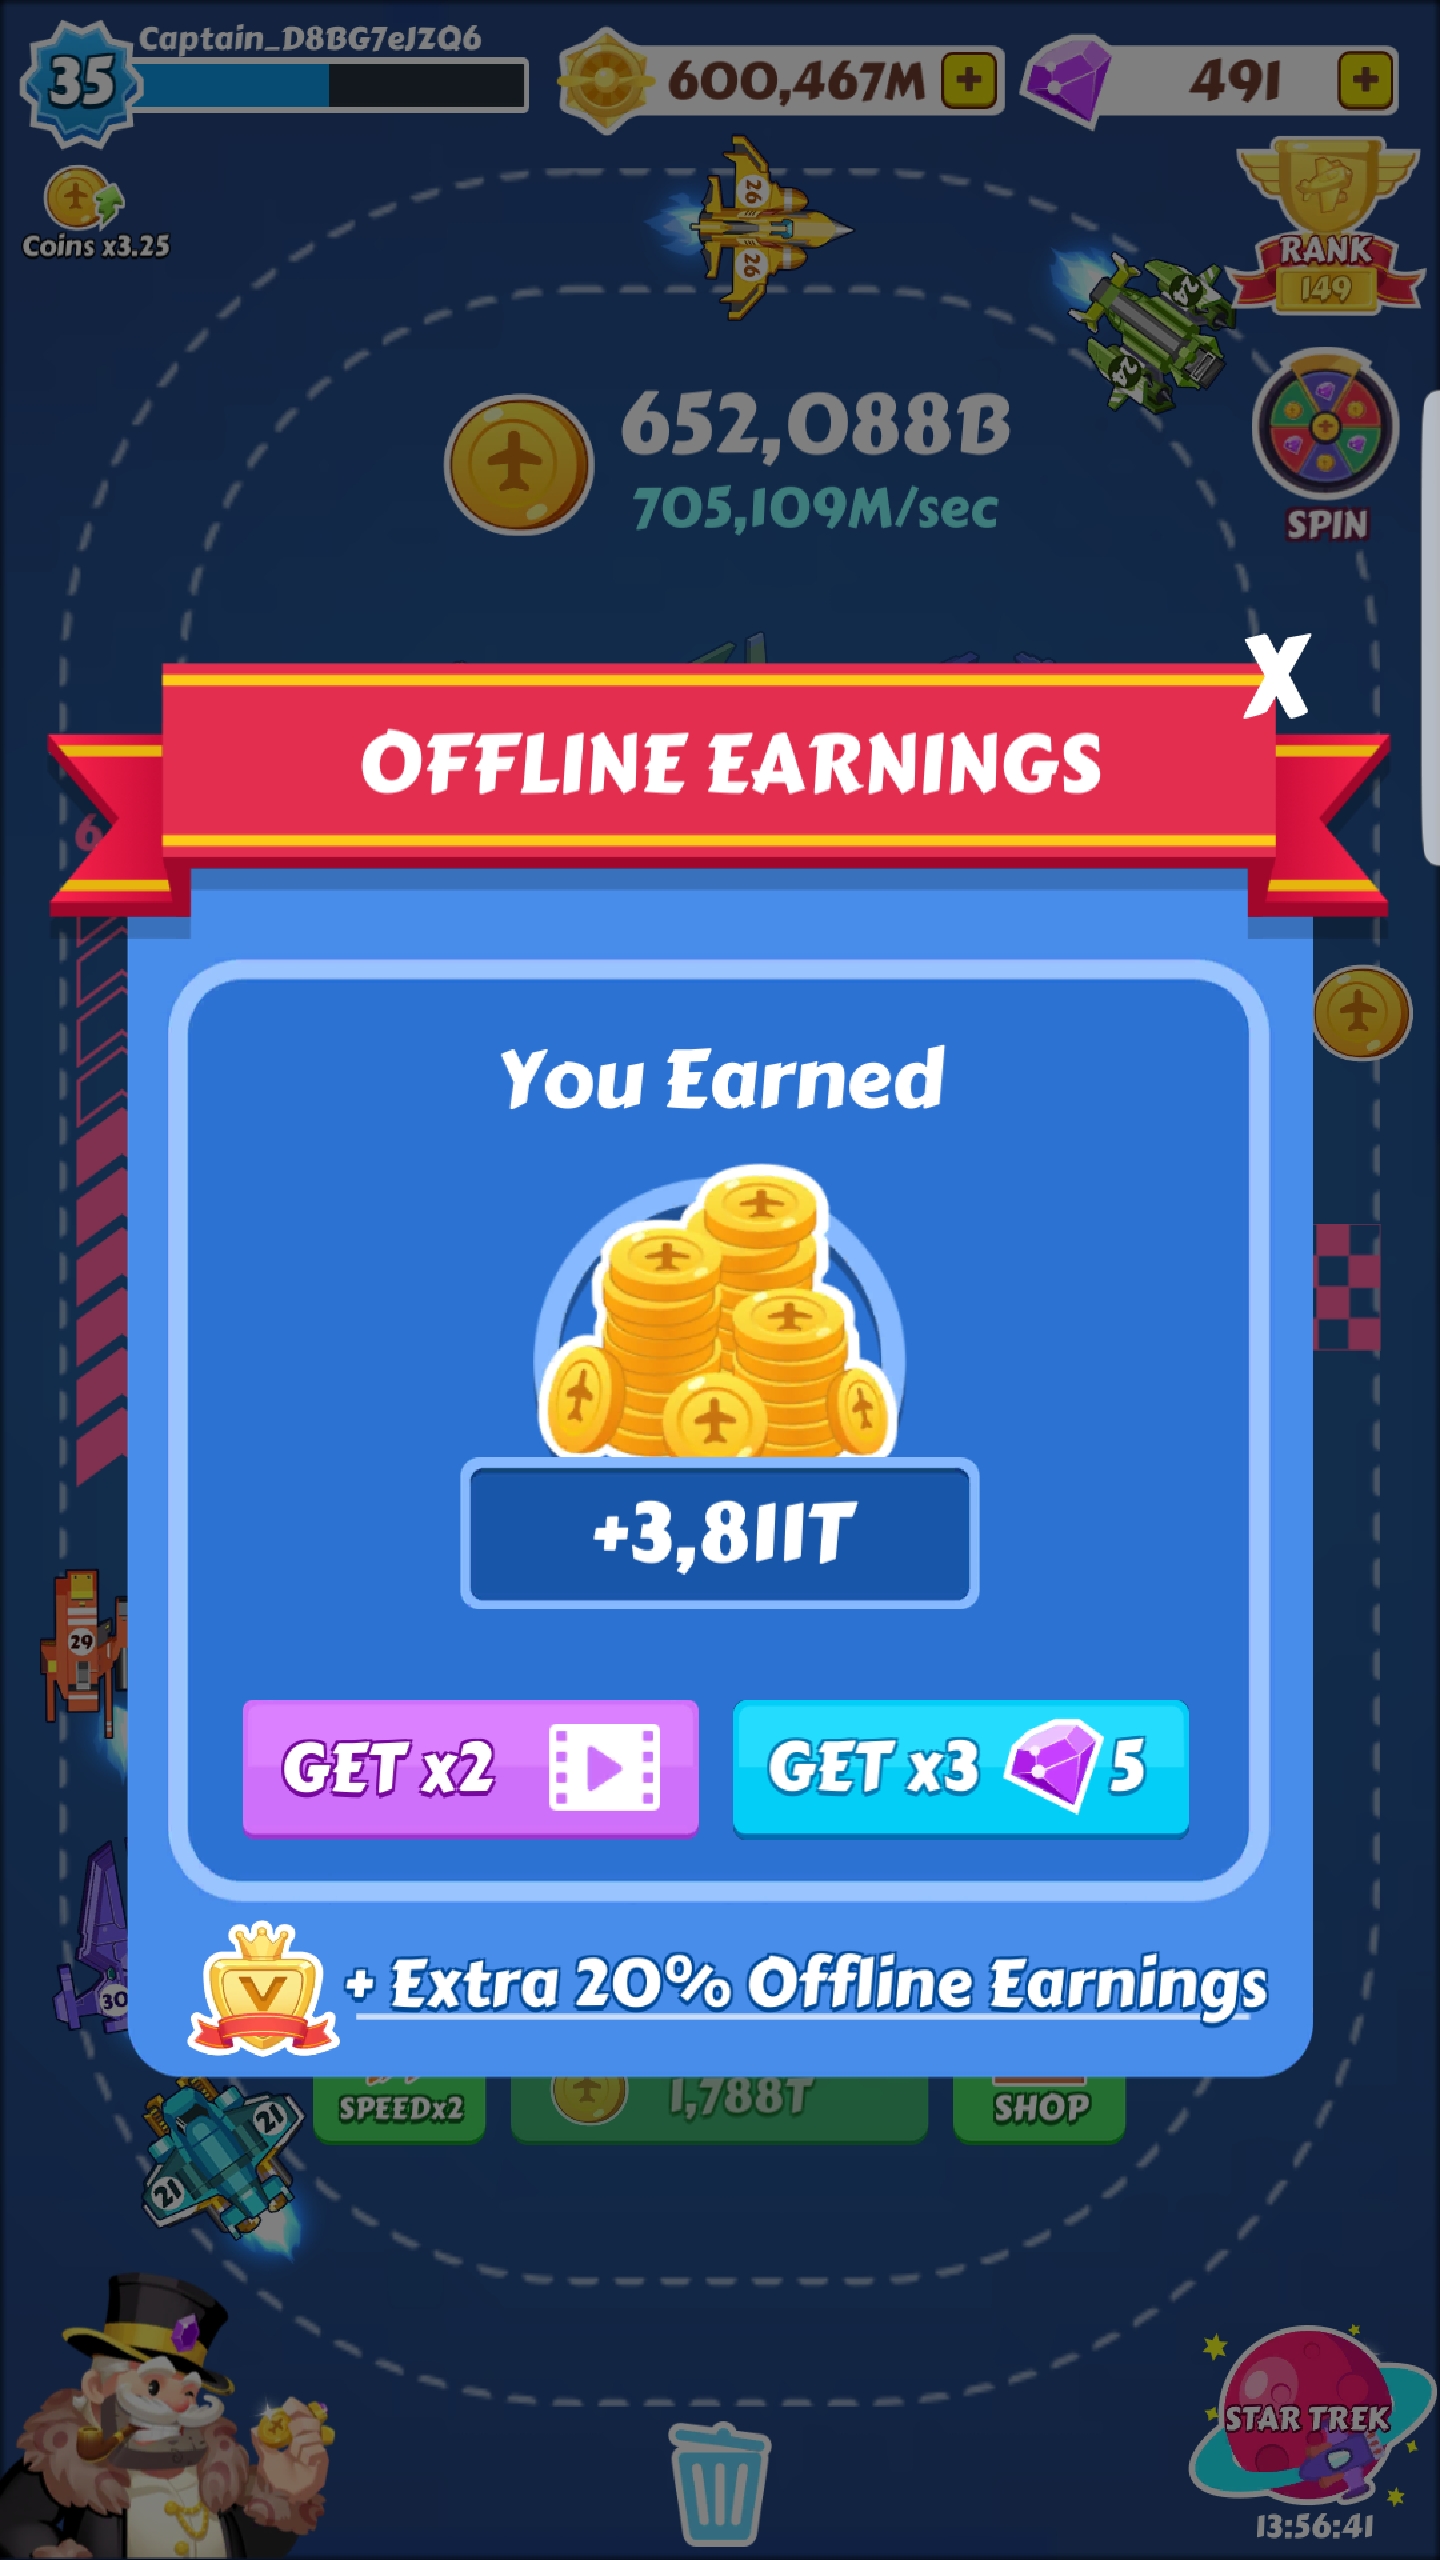 Captain_D8BG7eJZQ6
35
600,467M
491
Coins x3.25
26
26
24
24
RANK
149
652,088B
705,109M/sec
SPIN
X
OFFLINE EARNINGS
6
You Earned
+3,811T
29
GET x2
GET x3
5
30
V
+ Extra 20% Offline Earnings
SPEEDx2
1,788T
SHOP
21
21
STAR TREK
13:56:41